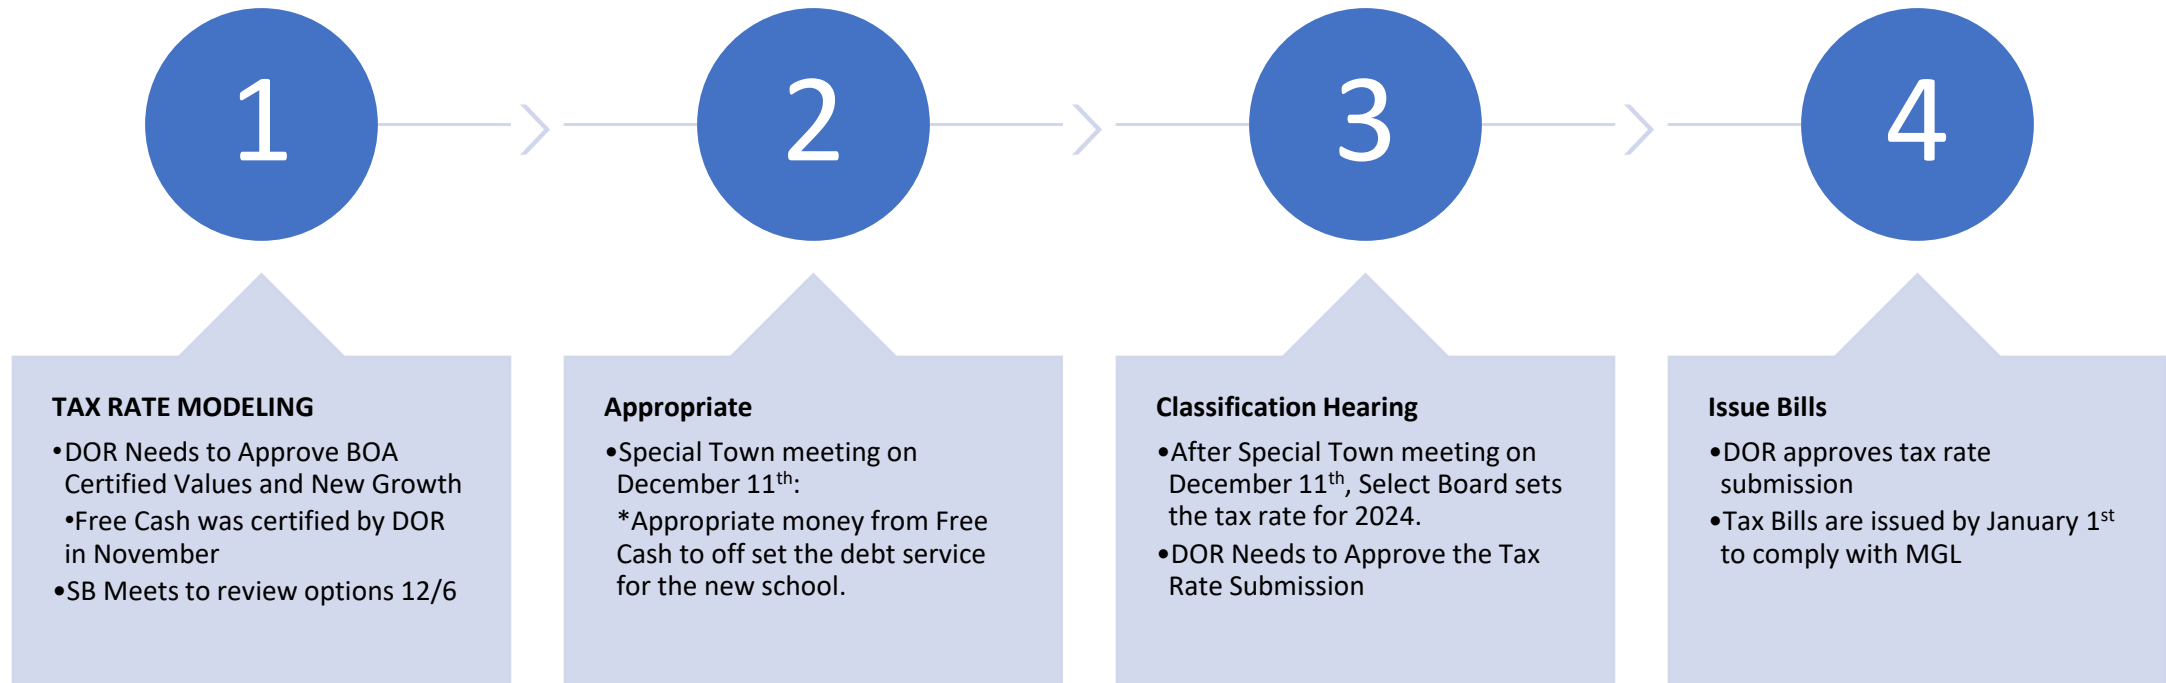 1
2
3
4
TAX RATE MODELING
•DOR Needs to Approve BOA
Certified Values and New Growth
•Free Cash was certified by DOR
in November
•SB Meets to review options 12/6
Appropriate
•Special Town meeting on
December 11th:
*Appropriate money from Free
Cash to off set the debt service
for the new school.
Classification Hearing
•After Special Town meeting on
December 11th, Select Board sets
the tax rate for 2024.
•DOR Needs to Approve the Tax
Rate Submission
Issue Bills
•DOR approves tax rate
submission
•Tax Bills are issued by January 1st
to comply with MGL